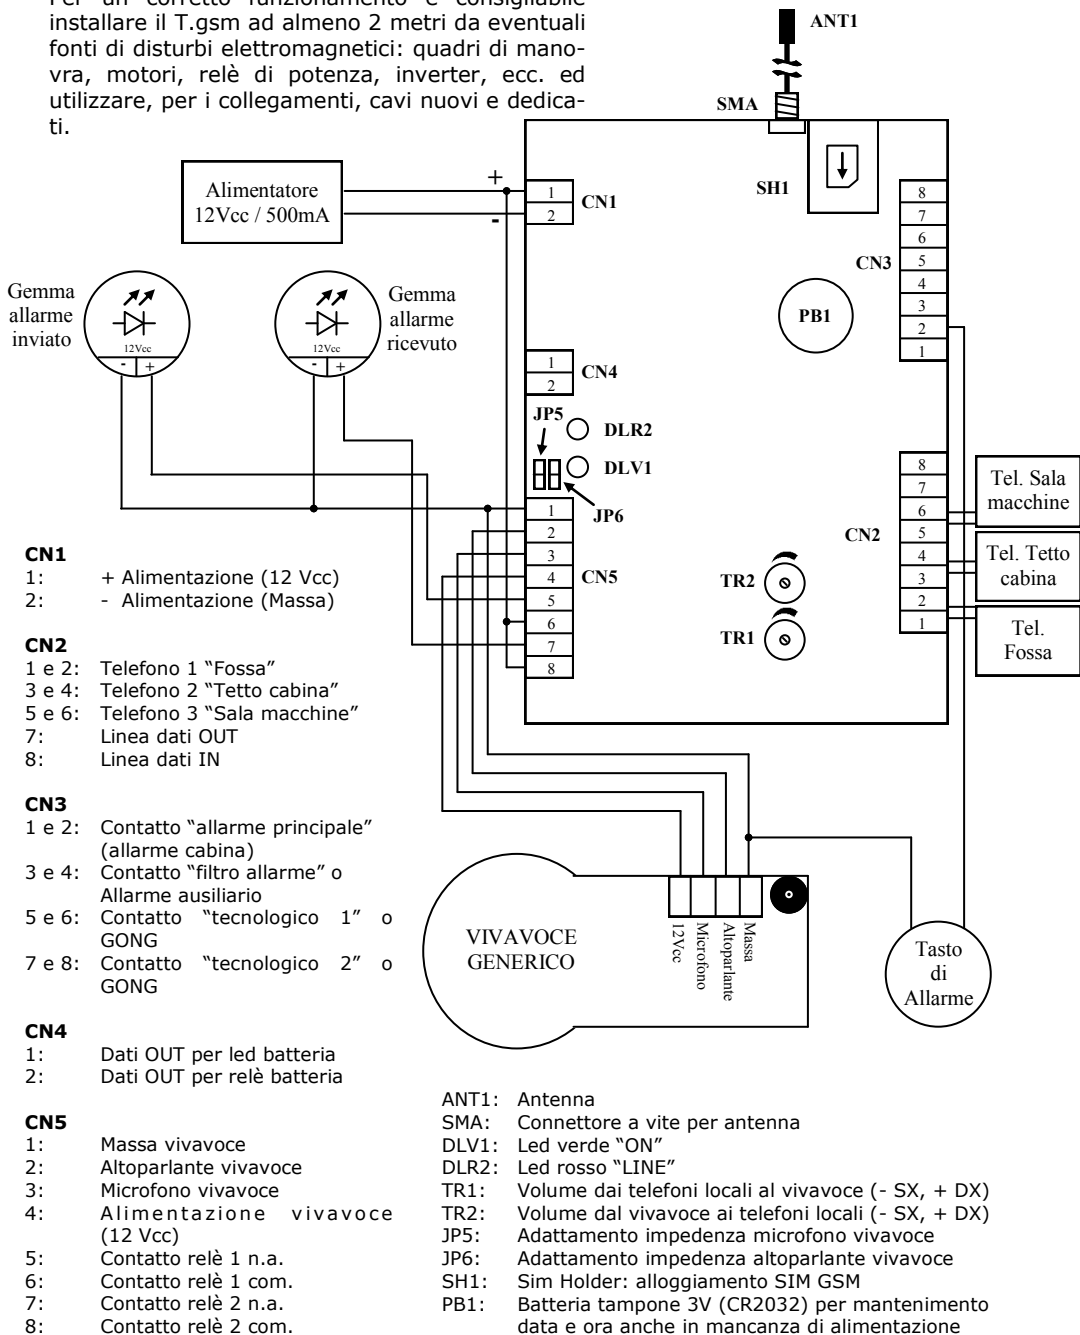 Per un corretto funzionamento è consigliabile
installare il T.gsm ad almeno 2 metri da eventuali
fonti di disturbi elettromagnetici: quadri di mano-
vra, motori, relè di potenza, inverter, ecc. ed
utilizzare, per i collegamenti, cavi nuovi e dedica-
ti.
ANT1
SMA
SH1
Alimentatore
12Vcc / 500mA
+
-
1
2
CN1
8
7
6
5
4
3
2
1
CN3
PB1
Gemma
allarme
inviato
12Vcc
- +
Gemma
allarme
ricevuto
12Vcc
- +
1
2
CN4
JP5
DLR2
DLV1
JP6
1
2
3
4
5
6
7
8
CN5
TR2
TR1
8
7
6
5
4
3
2
1
CN2
Tel. Sala
macchine
Tel. Tetto
cabina
Tel.
Fossa
CN1
1: + Alimentazione (12 Vcc)
2: - Alimentazione (Massa)
CN2
1 e 2: Telefono 1 “Fossa”
3 e 4: Telefono 2 “Tetto cabina”
5 e 6: Telefono 3 “Sala macchine”
7: Linea dati OUT
8: Linea dati IN
CN3
1 e 2: Contatto “allarme principale”
(allarme cabina)
3 e 4: Contatto “filtro allarme” o
Allarme ausiliario
5 e 6: Contatto “tecnologico 1” o
GONG
7 e 8: Contatto “tecnologico 2” o
GONG
CN4
1: Dati OUT per led batteria
2: Dati OUT per relè batteria
CN5
1: Massa vivavoce
2: Altoparlante vivavoce
3: Microfono vivavoce
4: Alimentazione vivavoce
(12 Vcc)
5: Contatto relè 1 n.a.
6: Contatto relè 1 com.
7: Contatto relè 2 n.a.
8: Contatto relè 2 com.
VIVAVOCE
GENERICO
12Vcc
Microfono
Altoparlante
Massa
Tasto
di
Allarme
ANT1: Antenna
SMA: Connettore a vite per antenna
DLV1: Led verde “ON”
DLR2: Led rosso “LINE”
TR1: Volume dai telefoni locali al vivavoce (- SX, + DX)
TR2: Volume dal vivavoce ai telefoni locali (- SX, + DX)
JP5: Adattamento impedenza microfono vivavoce
JP6: Adattamento impedenza altoparlante vivavoce
SH1: Sim Holder: alloggiamento SIM GSM
PB1: Batteria tampone 3V (CR2032) per mantenimento
data e ora anche in mancanza di alimentazione